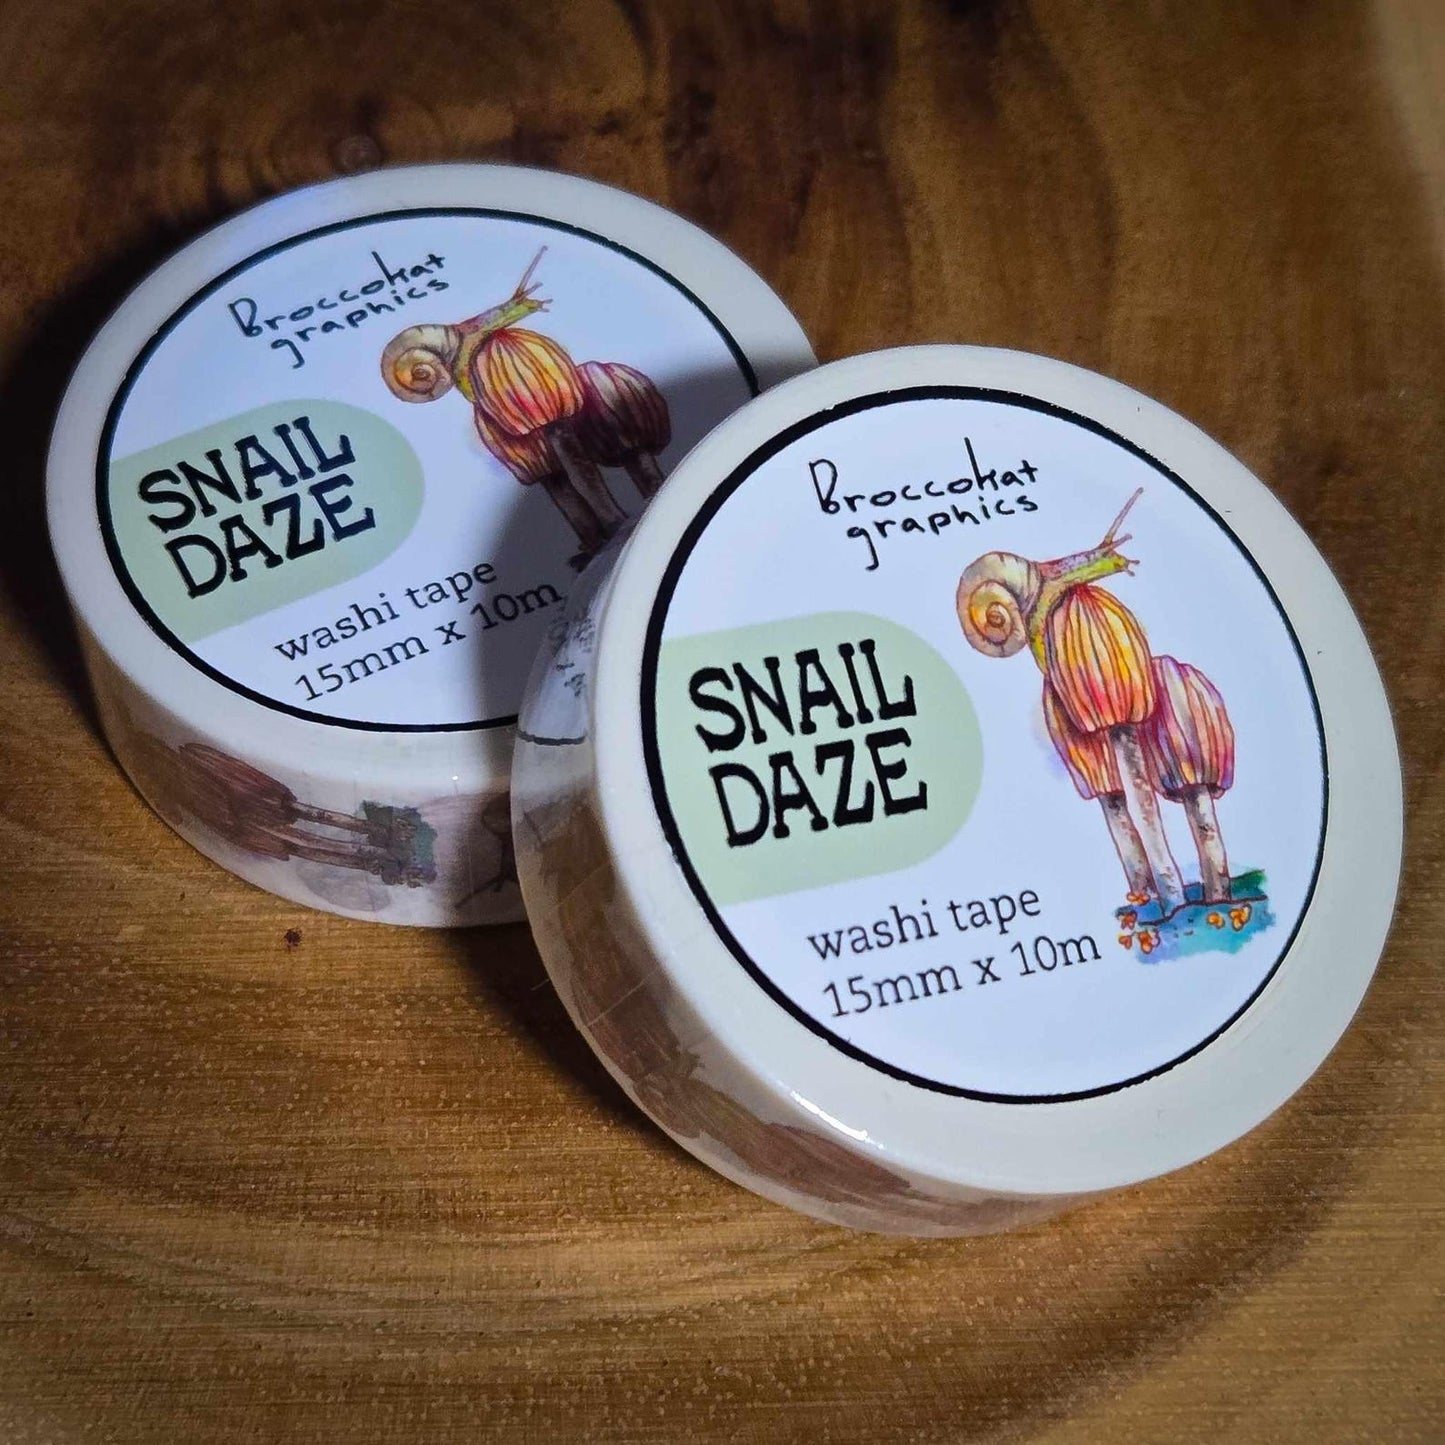 Broccokat
graphics
SNAIL
DAZE
washi tape
15mm x 10m
Broccokat
graphics
SNAIL
DAZE
washi tape
15mm x 10m